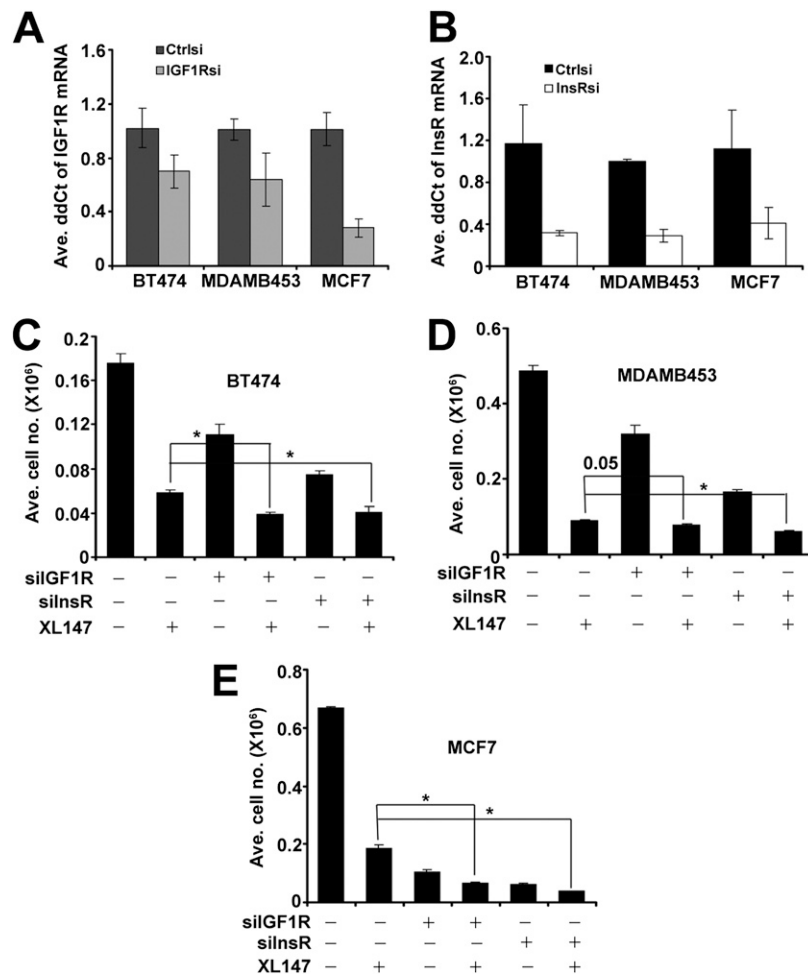 A
Ave. ddCt of IGF1R mRNA
Ctrlsi
IGF1Rsi
1.6
1.2
0.8
0.4
0
BT474 MDAMB453 MCF7
B
Ave. ddCt of InsR mRNA
Ctrlsi
InsRsi
2.0
1.6
1.2
0.8
0.4
0
BT474 MDAMB453 MCF7
C
Ave. cell no. (X10⁶)
BT474
0.2
0.16
0.12
0.08
0.04
0
* *
siIGF1R – – + + – –
siInsR – – – – + +
XL147 – + – + – +
D
Ave. cell no. (X10⁶)
MDAMB453
0.6
0.4
0.2
0
0.05 *
siIGF1R – – + + – –
siInsR – – – – + +
XL147 – + – + – +
E
Ave. cell no. (X10⁶)
MCF7
0.8
0.6
0.4
0.2
0
* *
siIGF1R – – + + – –
siInsR – – – – + +
XL147 – + – + – +